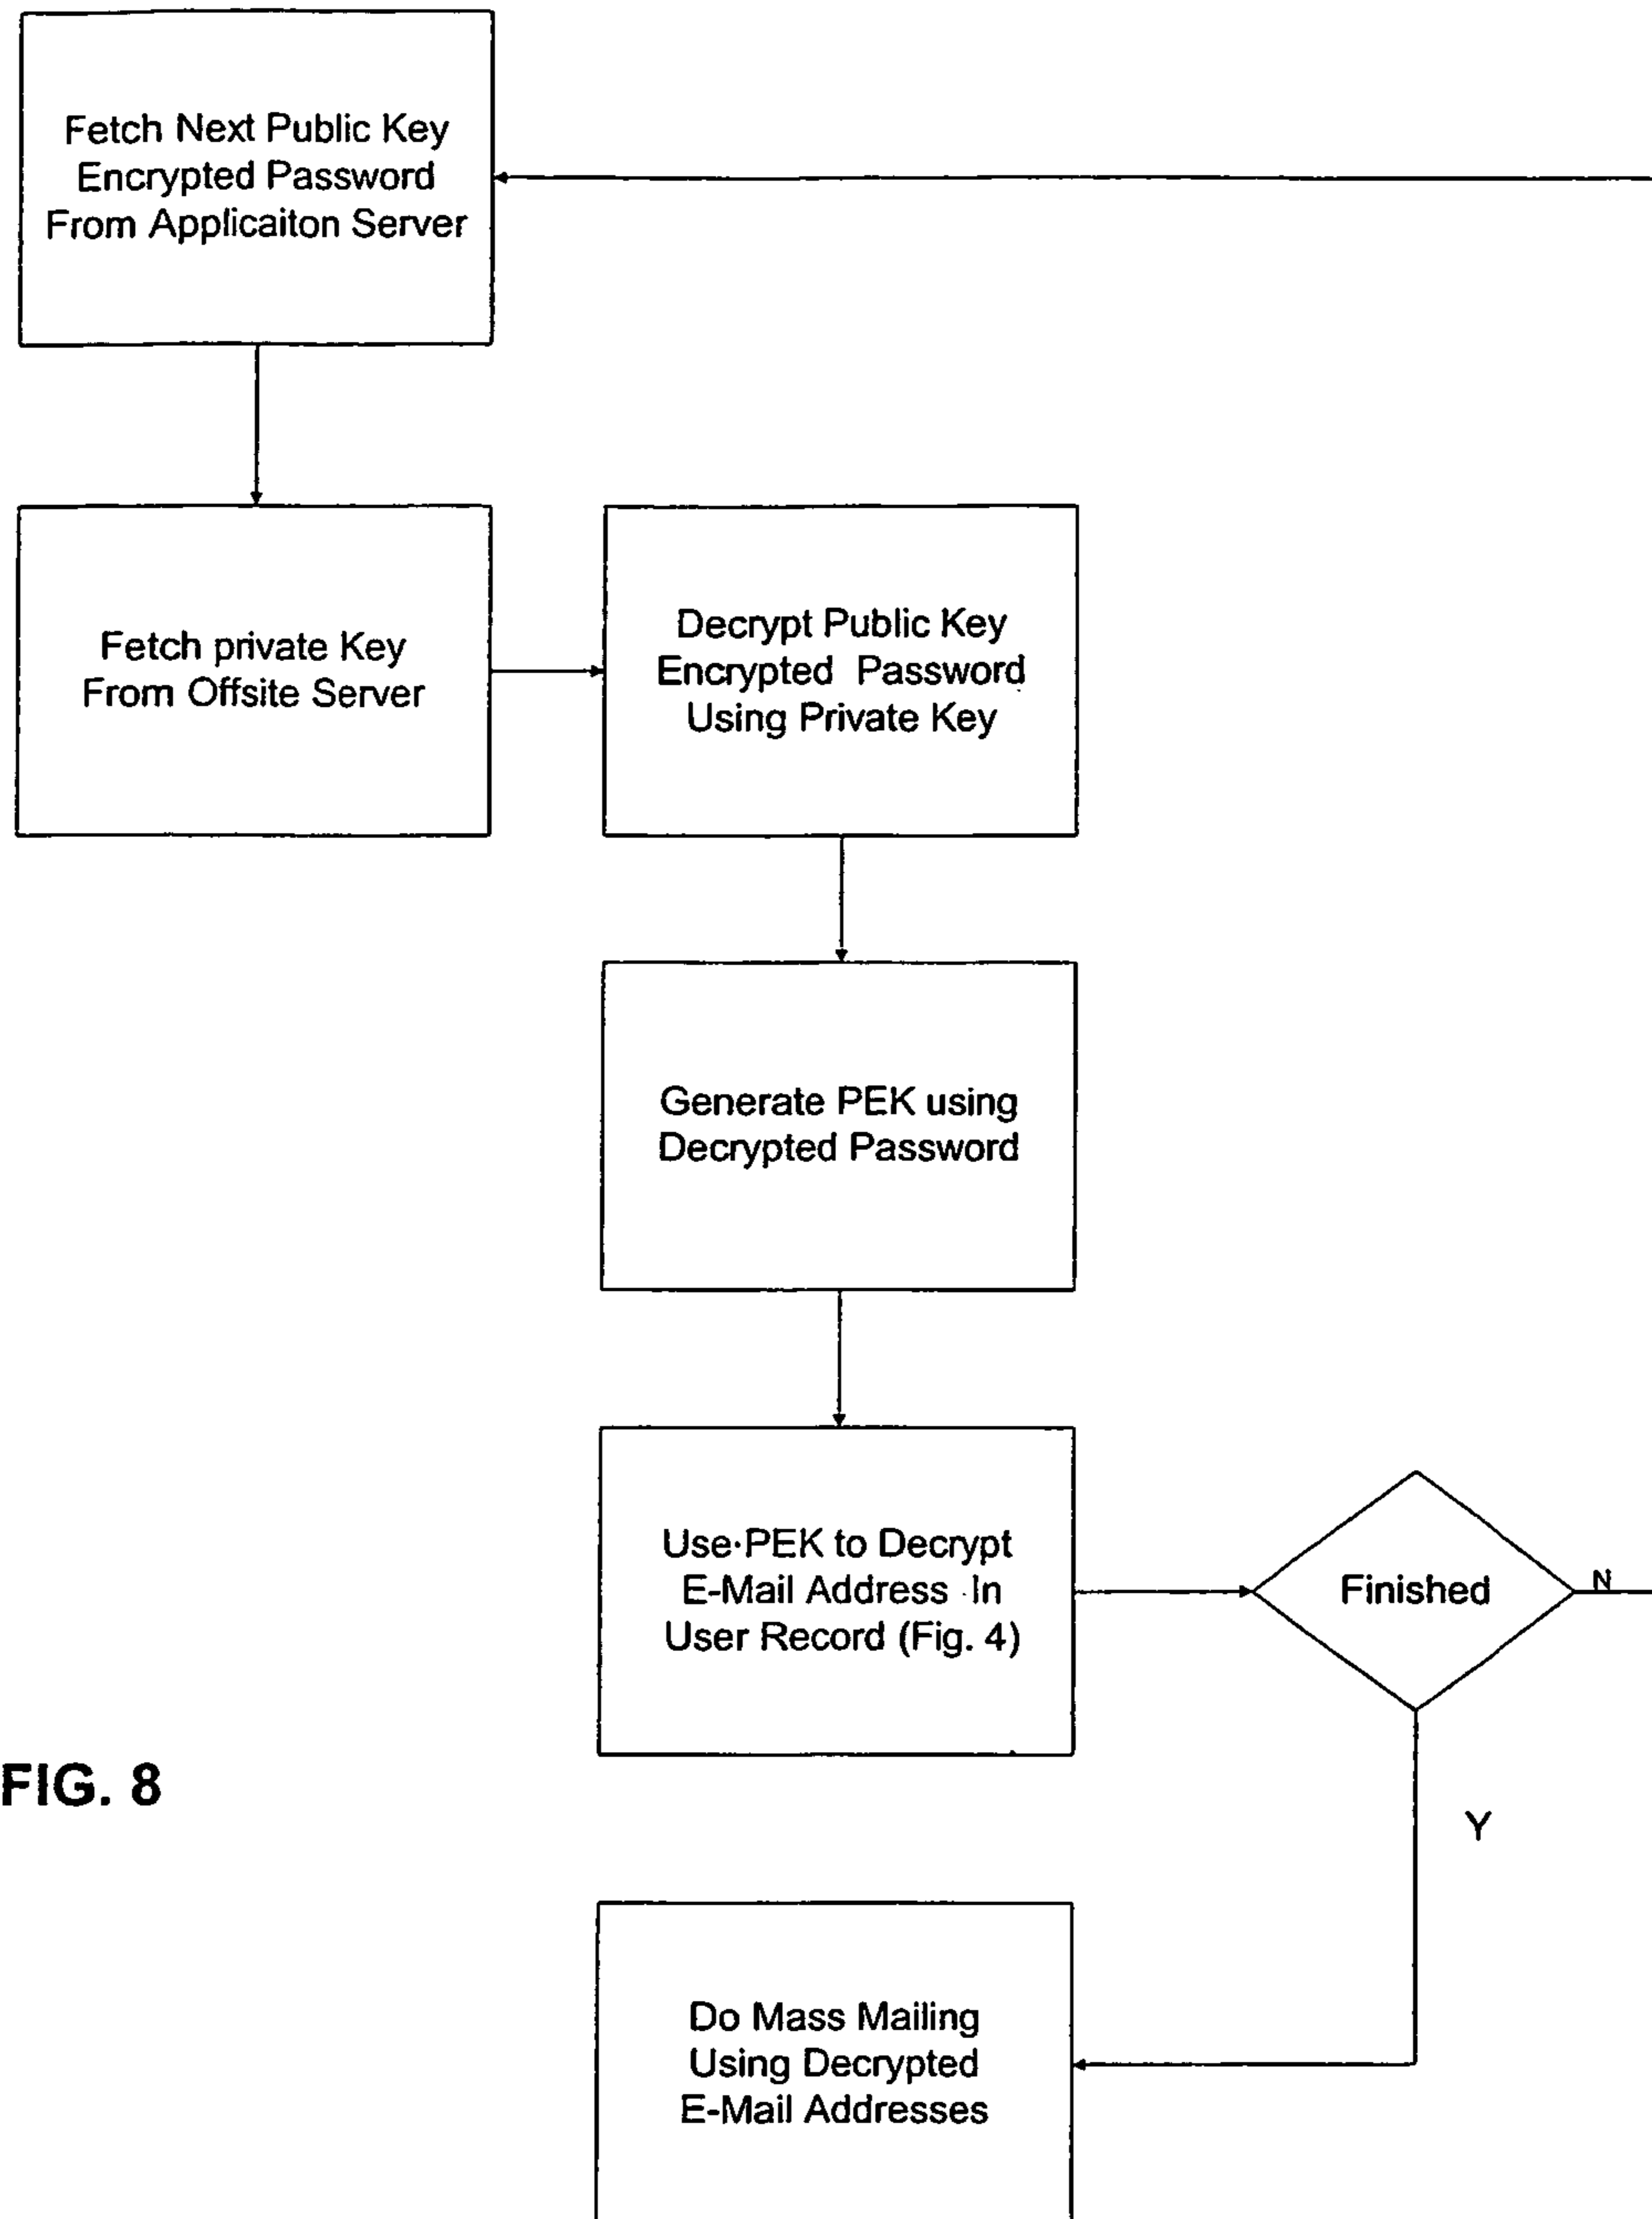 Fetch Next Public Key
Encrypted Password
From Applicaiton Server
Fetch private Key
From Offsite Server
Decrypt Public Key
Encrypted Password
Using Private Key
Generate PEK using
Decrypted Password
Use PEK to Decrypt
E-Mail Address In
User Record (Fig. 4)
Finished
N
Y
FIG. 8
Do Mass Mailing
Using Decrypted
E-Mail Addresses